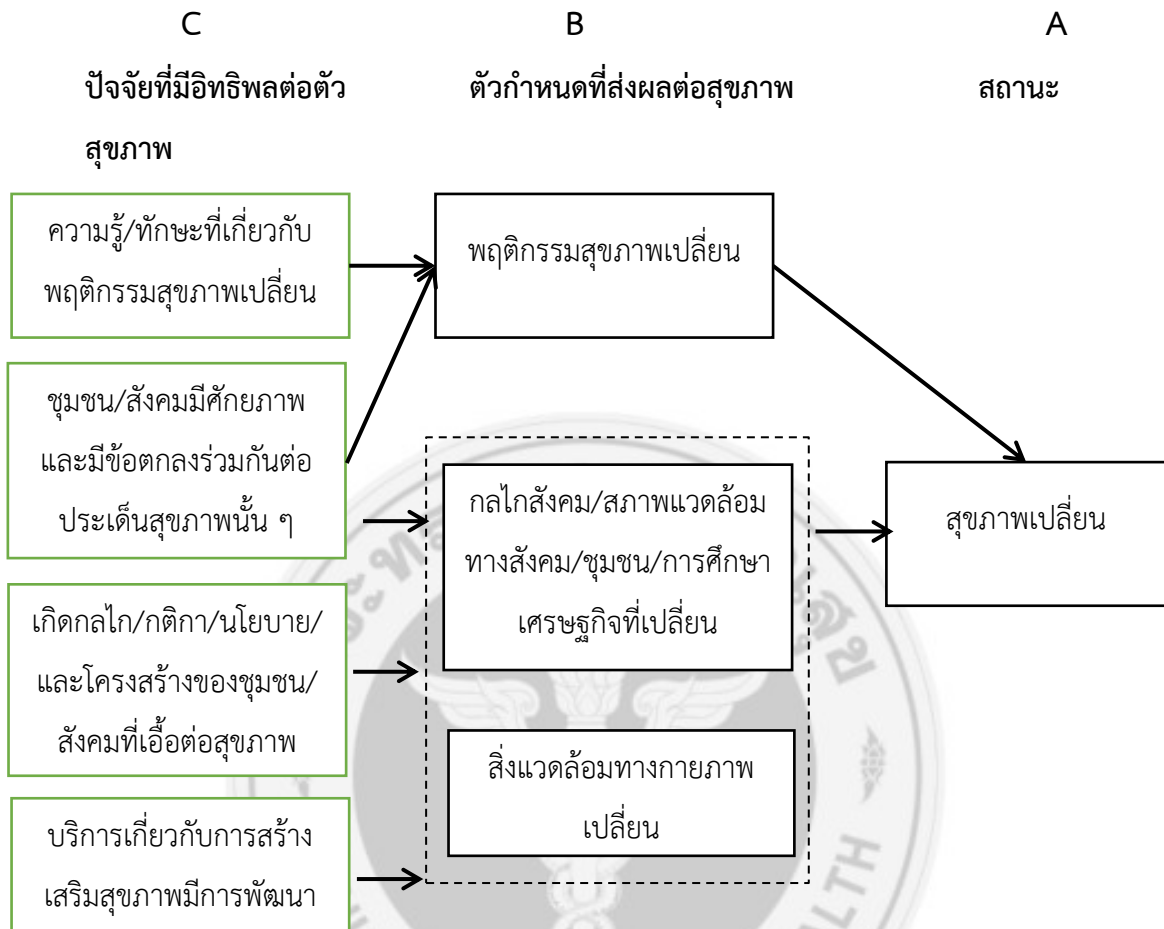 C
B
A
ปัจจัยที่มีอิทธิพลต่อตัว
สุขภาพ
ตัวกำหนดที่ส่งผลต่อสุขภาพ
สถานะ
ความรู้/ทักษะที่เกี่ยวกับ
พฤติกรรมสุขภาพเปลี่ยน
พฤติกรรมสุขภาพเปลี่ยน
ชุมชน/สังคมมีศักยภาพ
และมีข้อตกลงร่วมกันต่อ
ประเด็นสุขภาพนั้น ๆ
กลไกสังคม/สภาพแวดล้อม
ทางสังคม/ชุมชน/การศึกษา
เศรษฐกิจที่เปลี่ยน
สุขภาพเปลี่ยน
เกิดกลไก/กติกา/นโยบาย/
และโครงสร้างของชุมชน/
สังคมที่เอื้อต่อสุขภาพ
สิ่งแวดล้อมทางกายภาพ
เปลี่ยน
บริการเกี่ยวกับการสร้าง
เสริมสุขภาพมีการพัฒนา